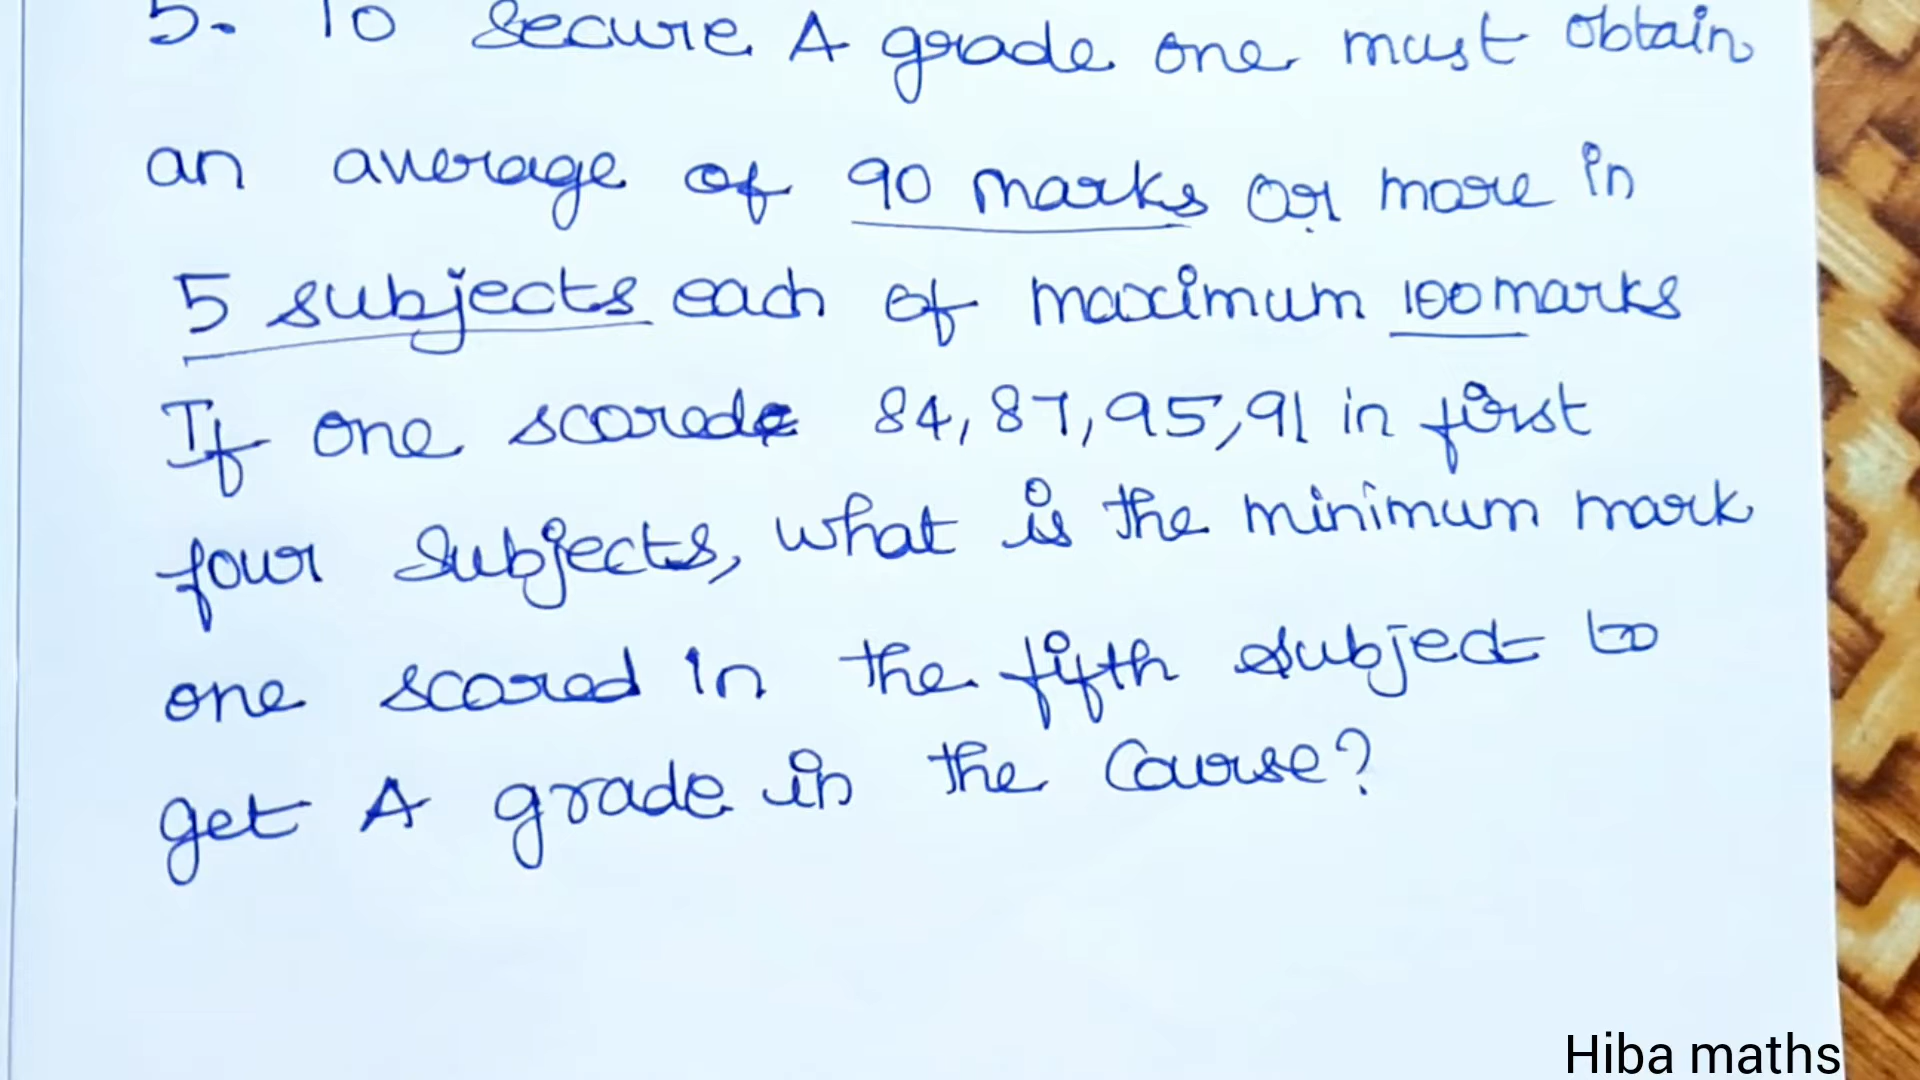 5. To secure A grade one must obtain
an average of 90 marks or more in
5 subjects each of maximum 100 marks
If one scored 84, 87, 95, 91 in first
four subjects, what is the minimum mark
one scored in the fifth subject to
get A grade in the course?
Hiba maths